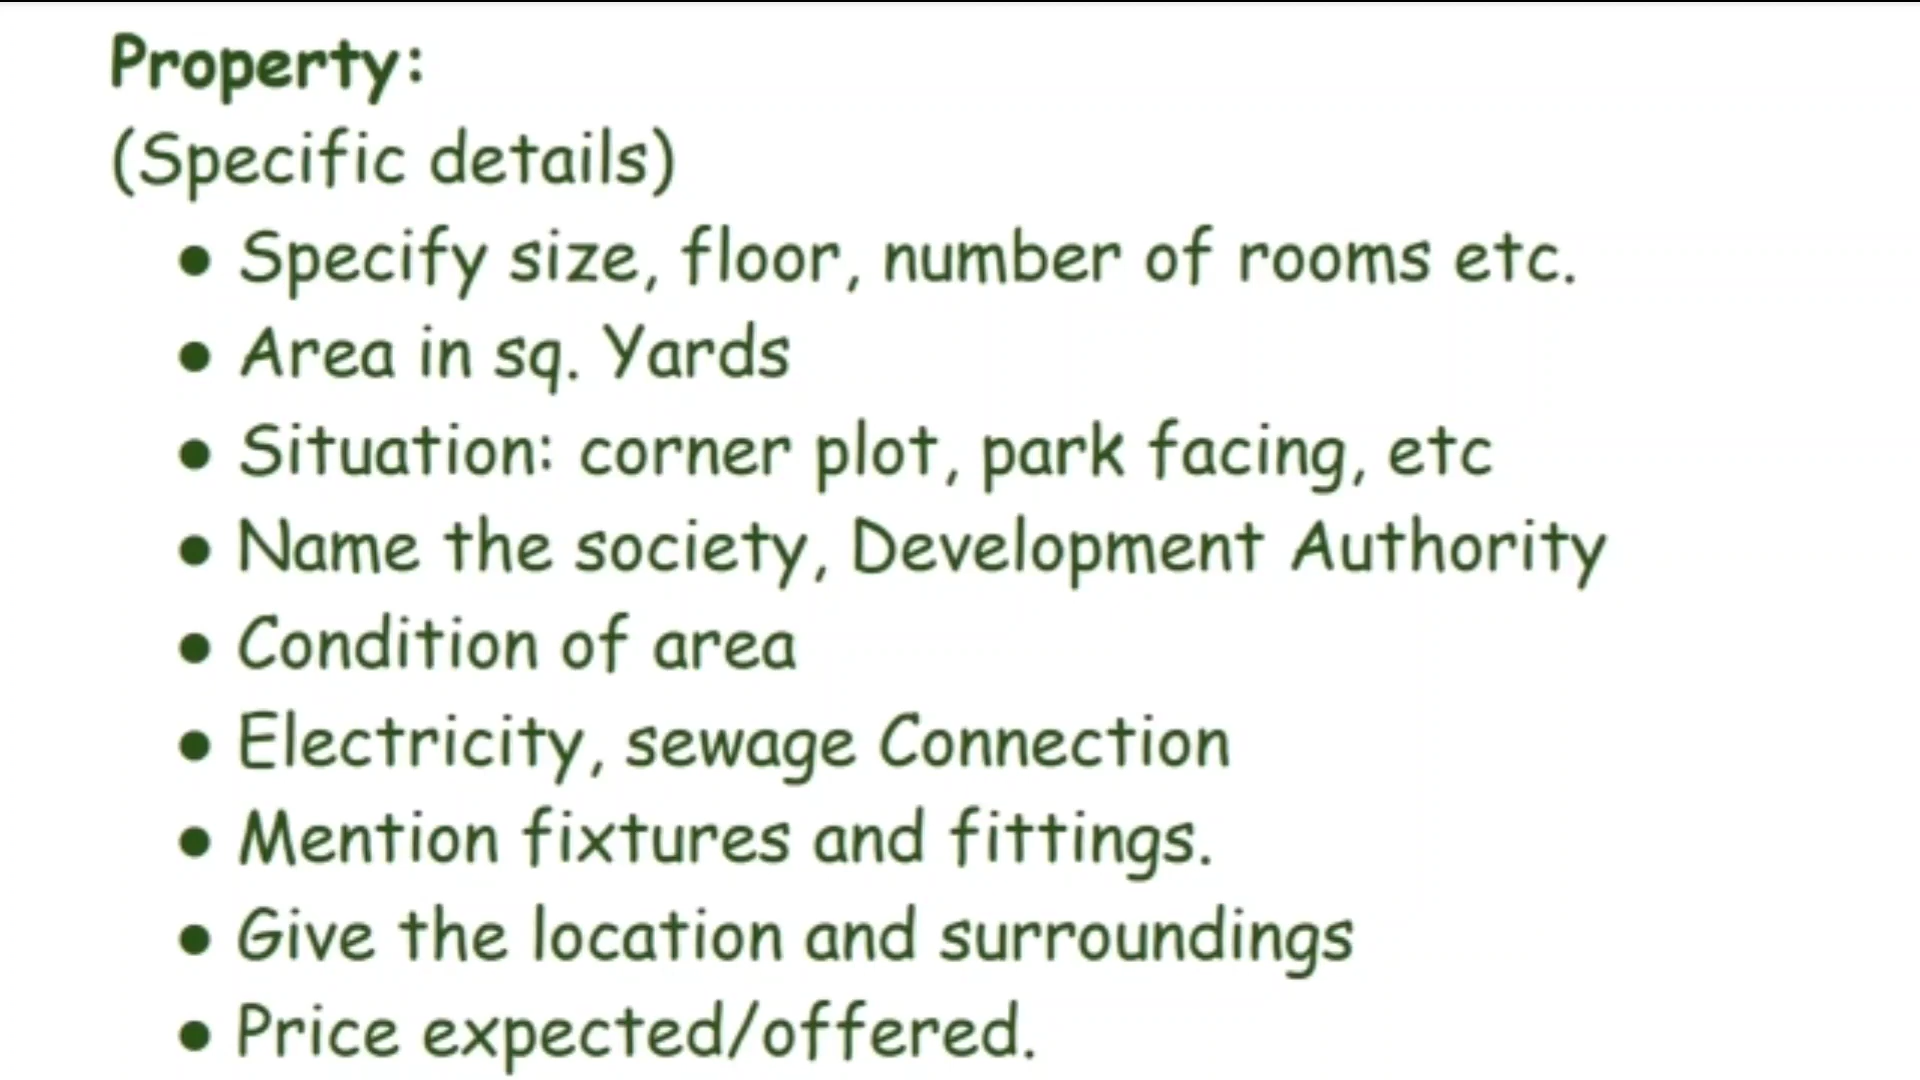 Property:
(Specific details)
● Specify size, floor, number of rooms etc.
● Area in sq. Yards
● Situation: corner plot, park facing, etc
● Name the society, Development Authority
● Condition of area
● Electricity, sewage Connection
● Mention fixtures and fittings.
● Give the location and surroundings
● Price expected/offered.